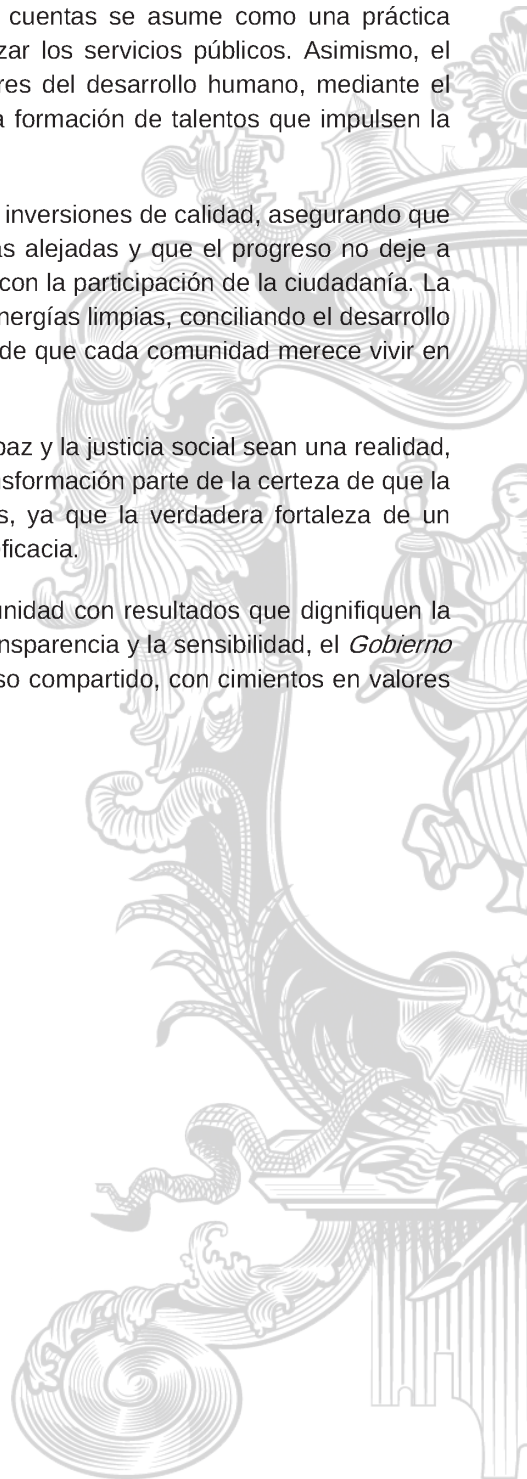 cuentas se asume como una práctica
zar los servicios públicos. Asimismo, el
res del desarrollo humano, mediante el
a formación de talentos que impulsen la
inversiones de calidad, asegurando que
as alejadas y que el progreso no deje a
con la participación de la ciudadanía. La
nergías limpias, conciliando el desarrollo
de que cada comunidad merece vivir en
paz y la justicia social sean una realidad,
nsformación parte de la certeza de que la
s, ya que la verdadera fortaleza de un
ficacia.
unidad con resultados que dignifiquen la
nsparencia y la sensibilidad, el Gobierno
so compartido, con cimientos en valores